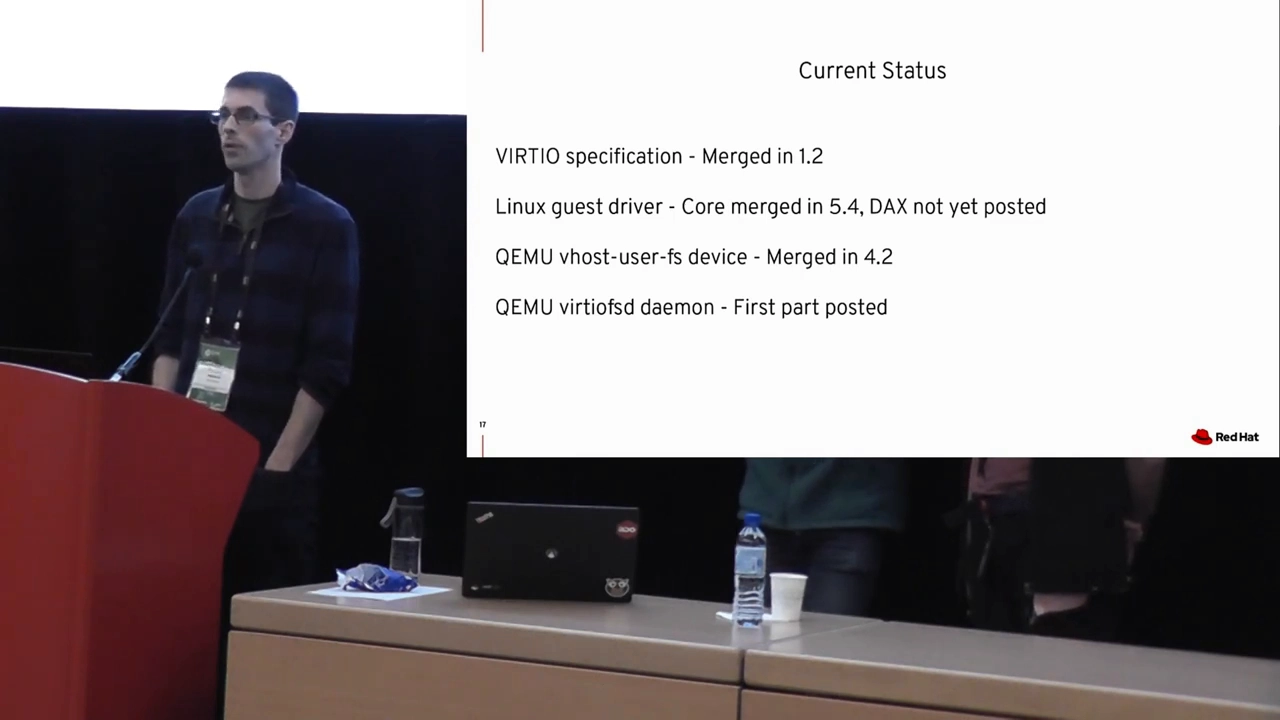 Current Status
VIRTIO specification - Merged in 1.2
Linux guest driver - Core merged in 5.4, DAX not yet posted
QEMU vhost-user-fs device - Merged in 4.2
QEMU virtiofsd daemon - First part posted
17
Red Hat
ThinkPad